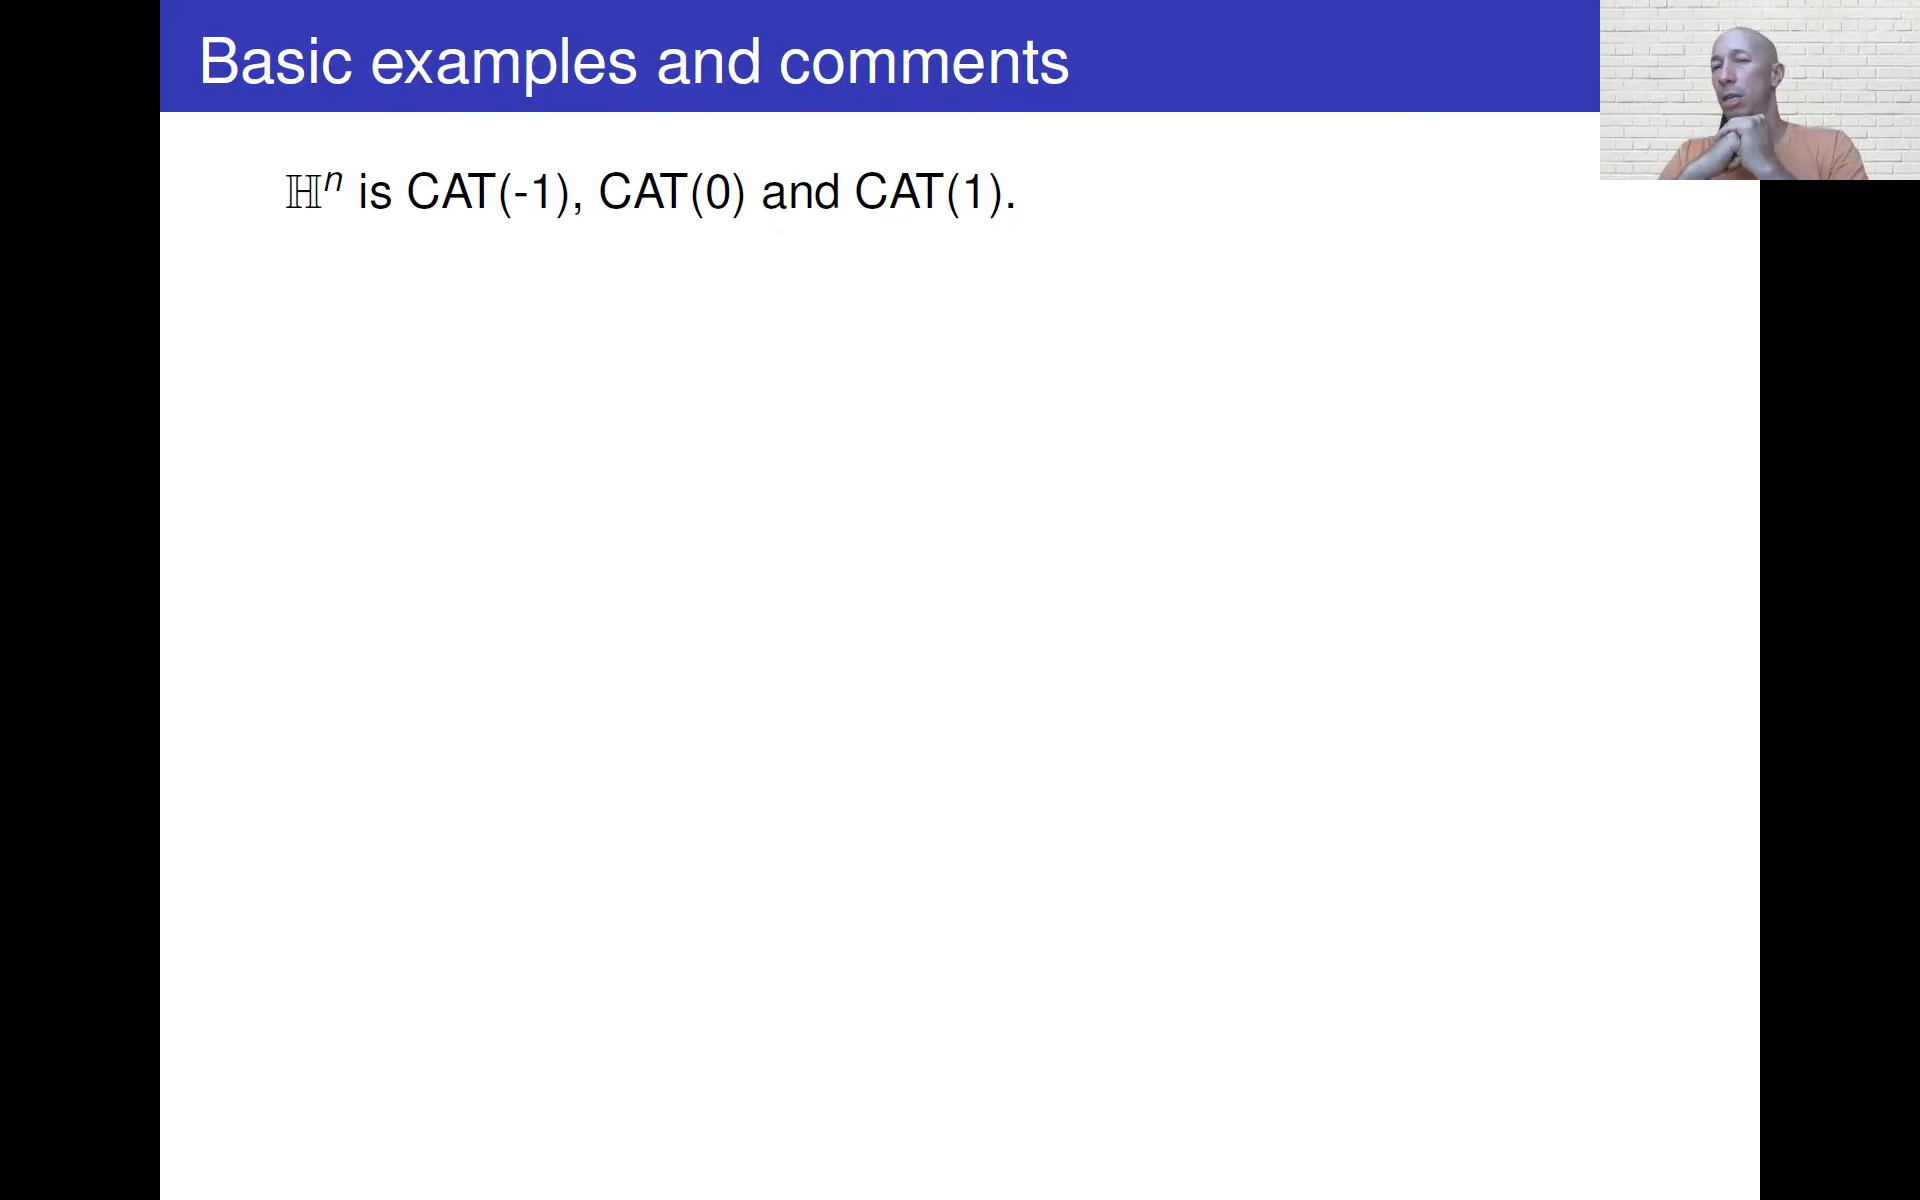 Basic examples and comments
ℍⁿ is CAT(-1), CAT(0) and CAT(1).